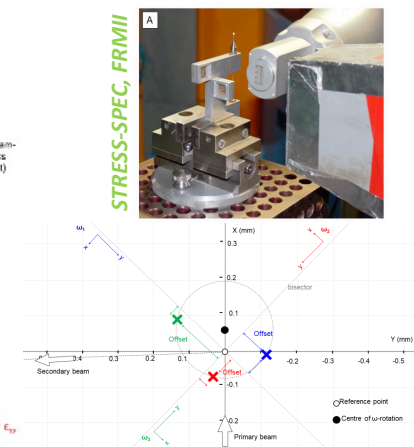 STRESS-SPEC, FRMII
A
am-
t)
X (mm)
ω₁
x
y
0.3
x
ω₂
y
0.2
bisector
0.1
Offset
Offset
Y (mm)
0.4
0.3
0.2
0.1
-0.2
-0.3
-0.4
-0.5
Secondary beam
Offset
-0.1
Reference point
Centre of ω-rotation
y
x
ω₃
-0.2
Primary beam